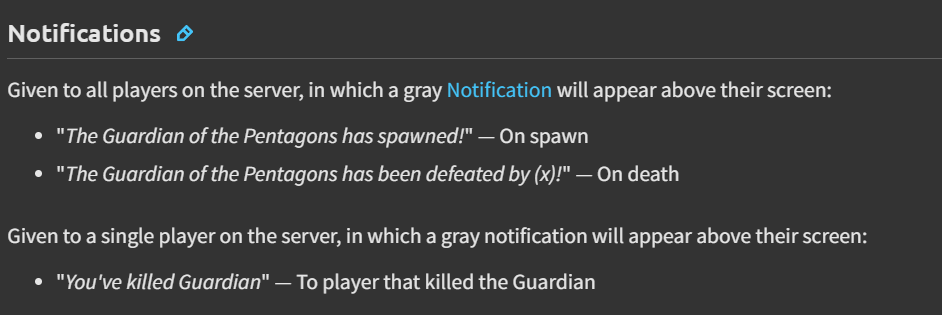 Notifications
Given to all players on the server, in which a gray Notification will appear above their screen:
• "The Guardian of the Pentagons has spawned!" — On spawn
• "The Guardian of the Pentagons has been defeated by (x)!" — On death
Given to a single player on the server, in which a gray notification will appear above their screen:
• "You've killed Guardian" — To player that killed the Guardian